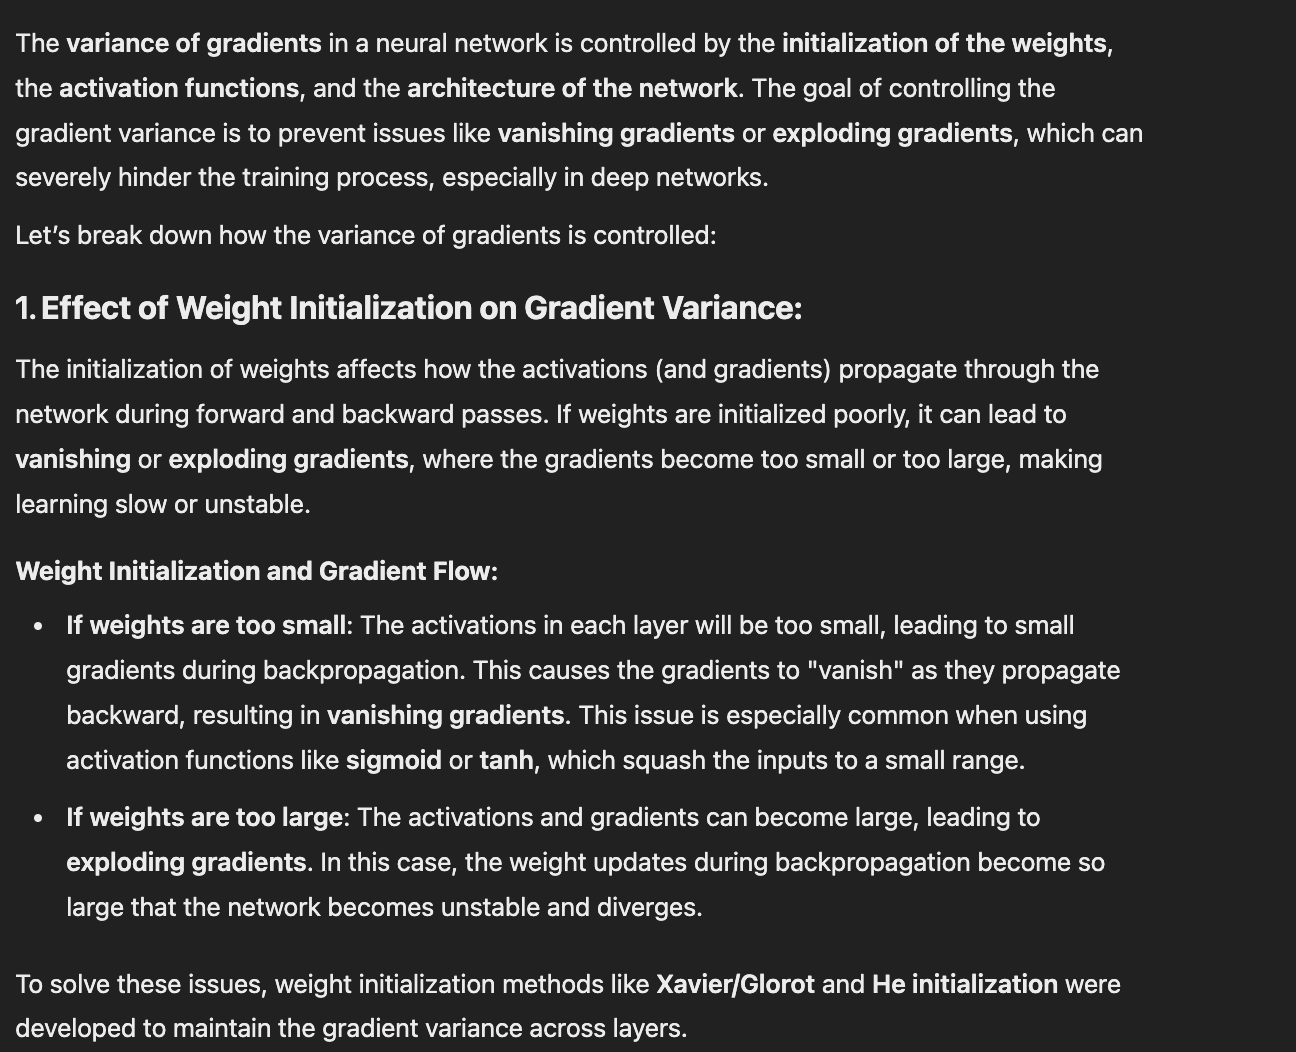 The variance of gradients in a neural network is controlled by the initialization of the weights,
the activation functions, and the architecture of the network. The goal of controlling the
gradient variance is to prevent issues like vanishing gradients or exploding gradients, which can
severely hinder the training process, especially in deep networks.
Let’s break down how the variance of gradients is controlled:
1. Effect of Weight Initialization on Gradient Variance:
The initialization of weights affects how the activations (and gradients) propagate through the
network during forward and backward passes. If weights are initialized poorly, it can lead to
vanishing or exploding gradients, where the gradients become too small or too large, making
learning slow or unstable.
Weight Initialization and Gradient Flow:
• If weights are too small: The activations in each layer will be too small, leading to small
gradients during backpropagation. This causes the gradients to "vanish" as they propagate
backward, resulting in vanishing gradients. This issue is especially common when using
activation functions like sigmoid or tanh, which squash the inputs to a small range.
• If weights are too large: The activations and gradients can become large, leading to
exploding gradients. In this case, the weight updates during backpropagation become so
large that the network becomes unstable and diverges.
To solve these issues, weight initialization methods like Xavier/Glorot and He initialization were
developed to maintain the gradient variance across layers.